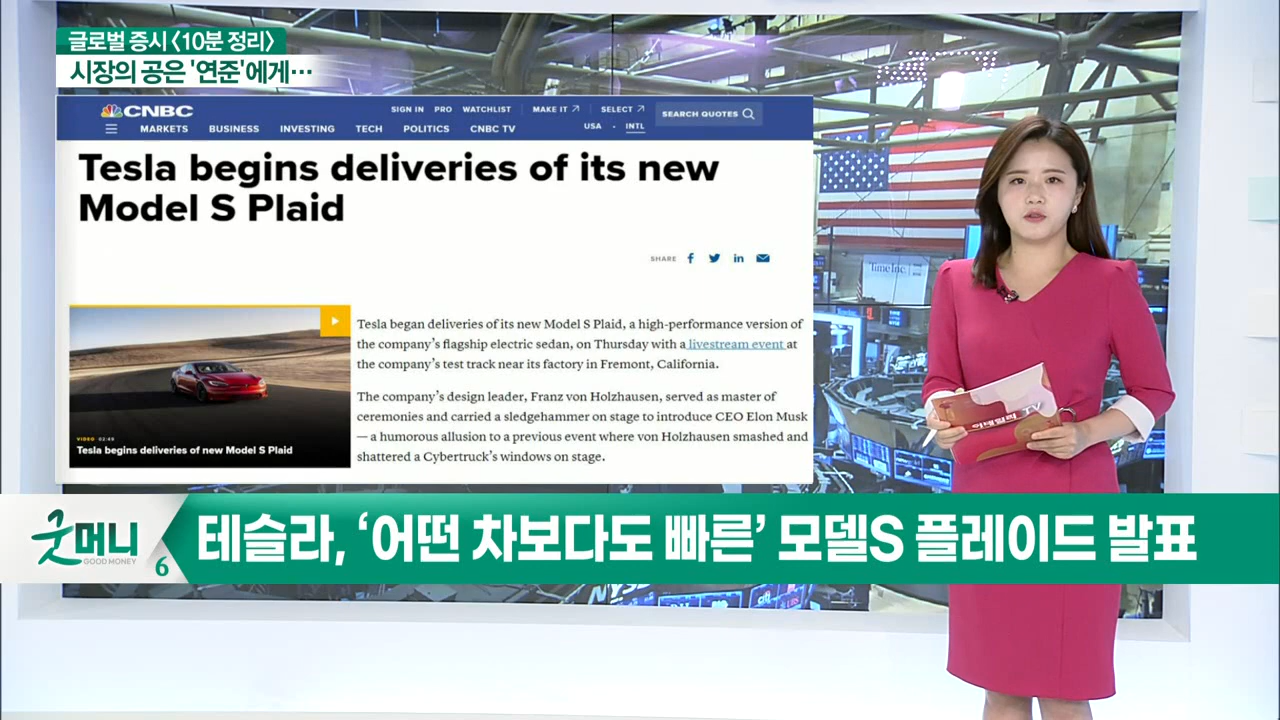 글로벌 증시 <10분 정리>
시장의 공은 '연준'에게…
CNBC
SIGN IN PRO WATCHLIST MAKE IT SELECT SEARCH QUOTES
MARKETS BUSINESS INVESTING TECH POLITICS CNBC TV USA · INTL
Tesla begins deliveries of its new
Model S Plaid
SHARE
Tesla began deliveries of its new Model S Plaid, a high-performance version of
the company's flagship electric sedan, on Thursday with a livestream event at
the company's test track near its factory in Fremont, California.
The company's design leader, Franz von Holzhausen, served as master of
ceremonies and carried a sledgehammer on stage to introduce CEO Elon Musk
— a humorous allusion to a previous event where von Holzhausen smashed and
shattered a Cybertruck's windows on stage.
VIDEO 02:49
Tesla begins deliveries of new Model S Plaid
Time Inc.
TV
NYSE
citi
굿머니
GOOD MONEY
6
테슬라, ‘어떤 차보다도 빠른’ 모델S 플레이드 발표